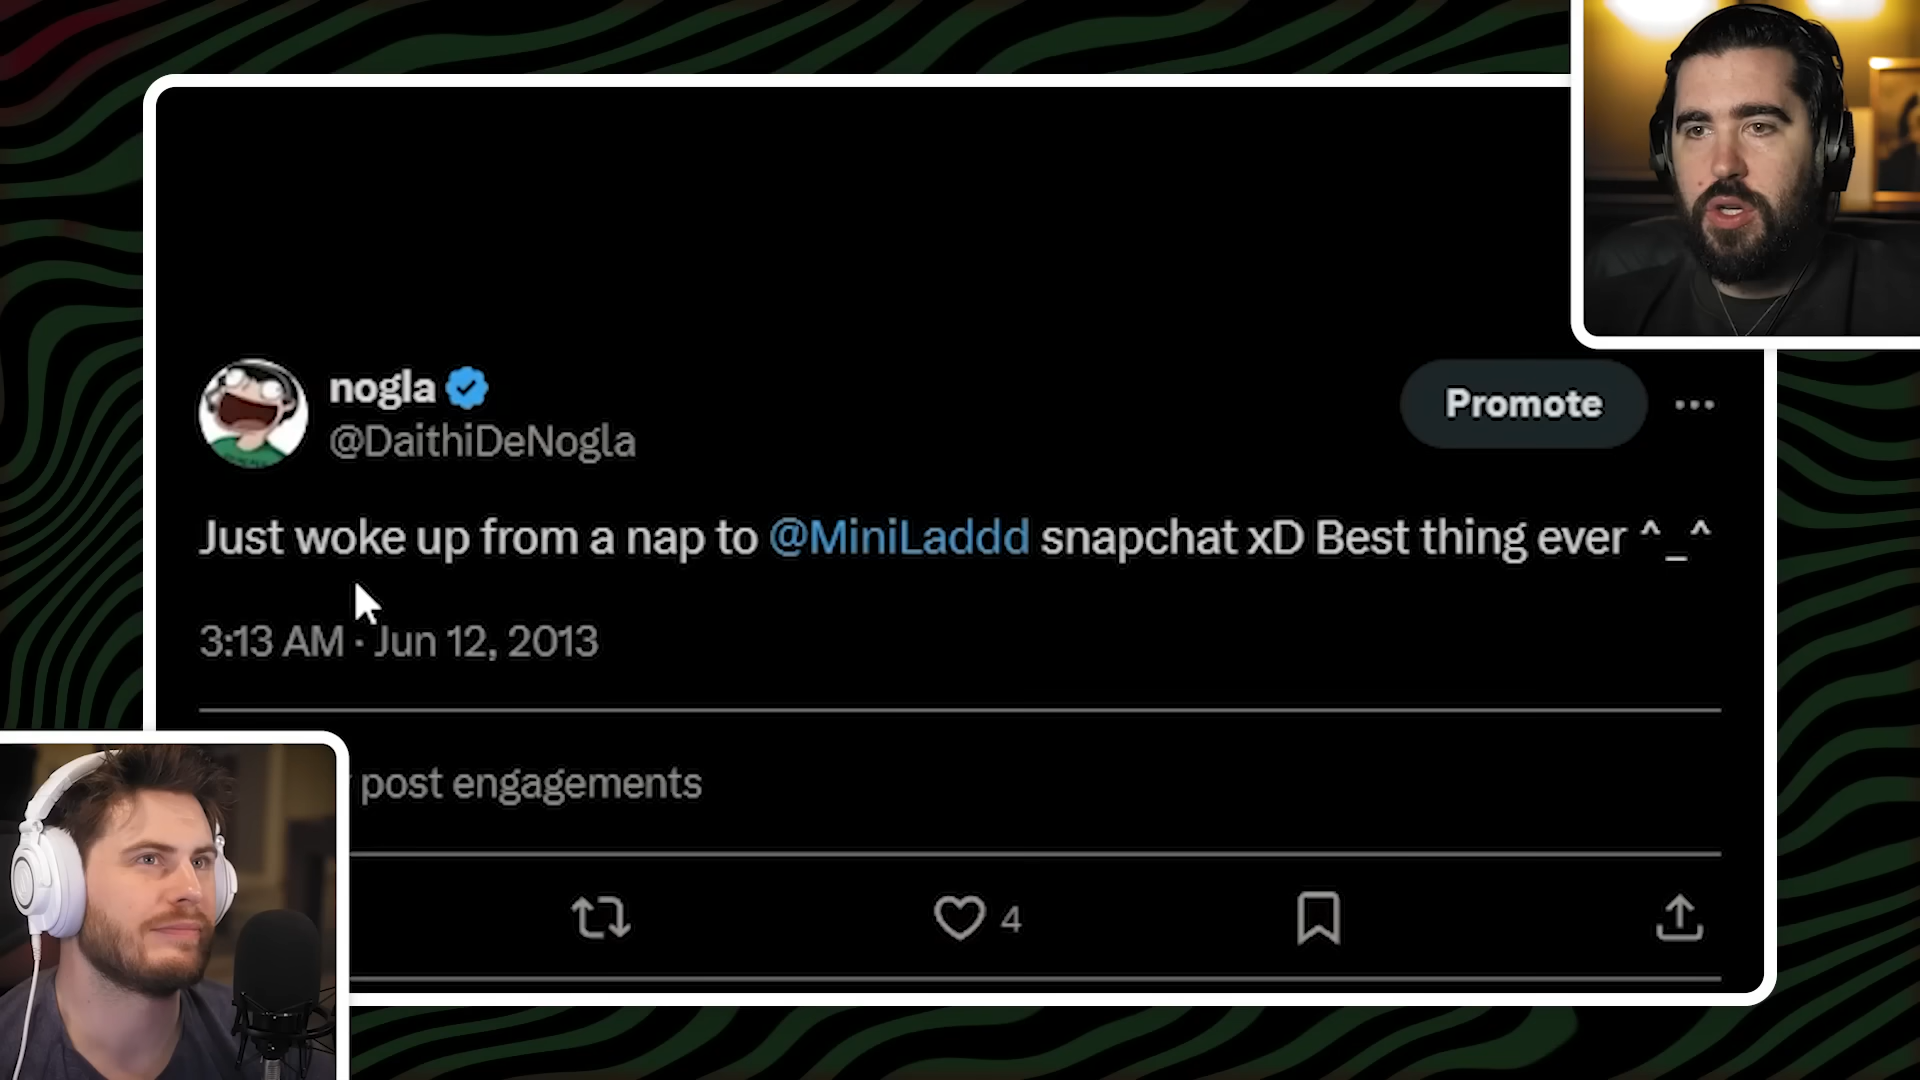 nogla
@DaithiDeNogla
Promote
Just woke up from a nap to @MiniLaddd snapchat xD Best thing ever ^_^
3:13 AM · Jun 12, 2013
post engagements
4